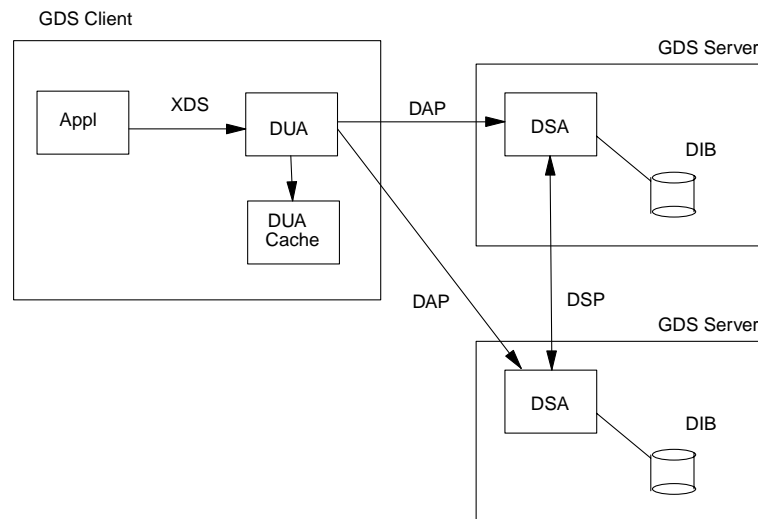 GDS Client
GDS Server
Appl
XDS
DUA
DAP
DSA
DIB
DUA
Cache
DAP
DSP
GDS Server
DSA
DIB